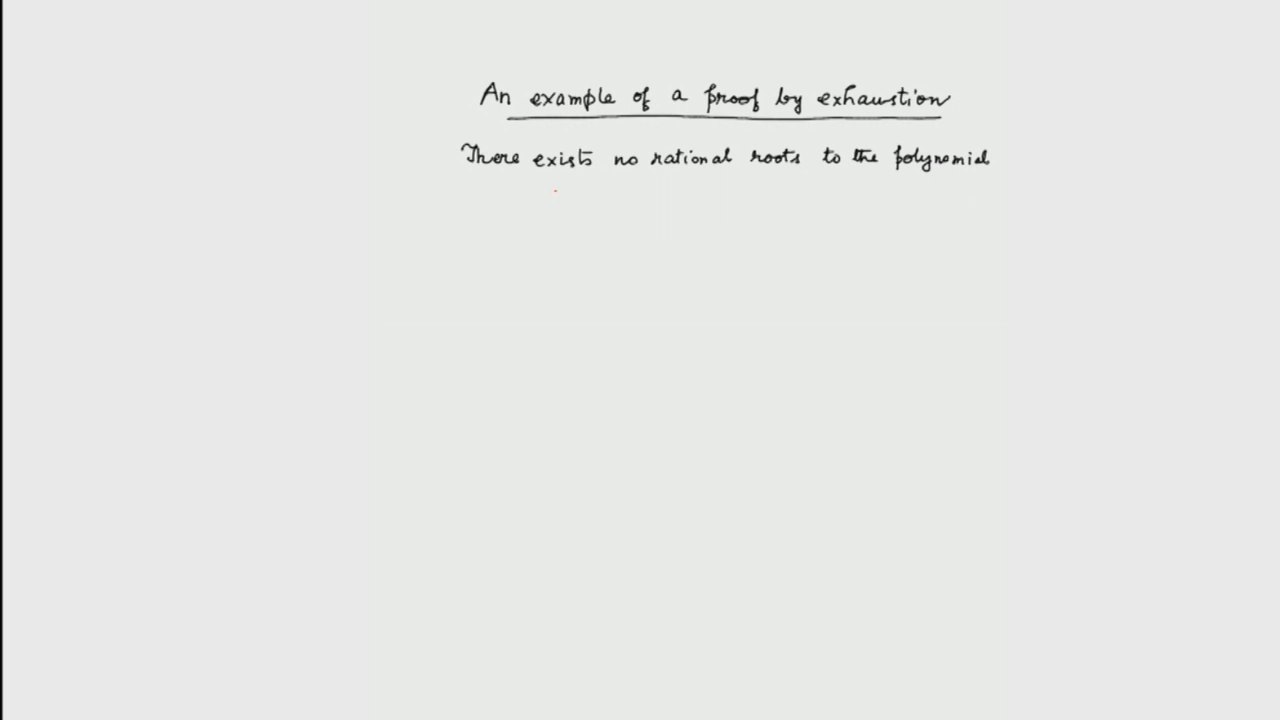 An example of a proof by exhaustion
There exists no rational roots to the polynomial